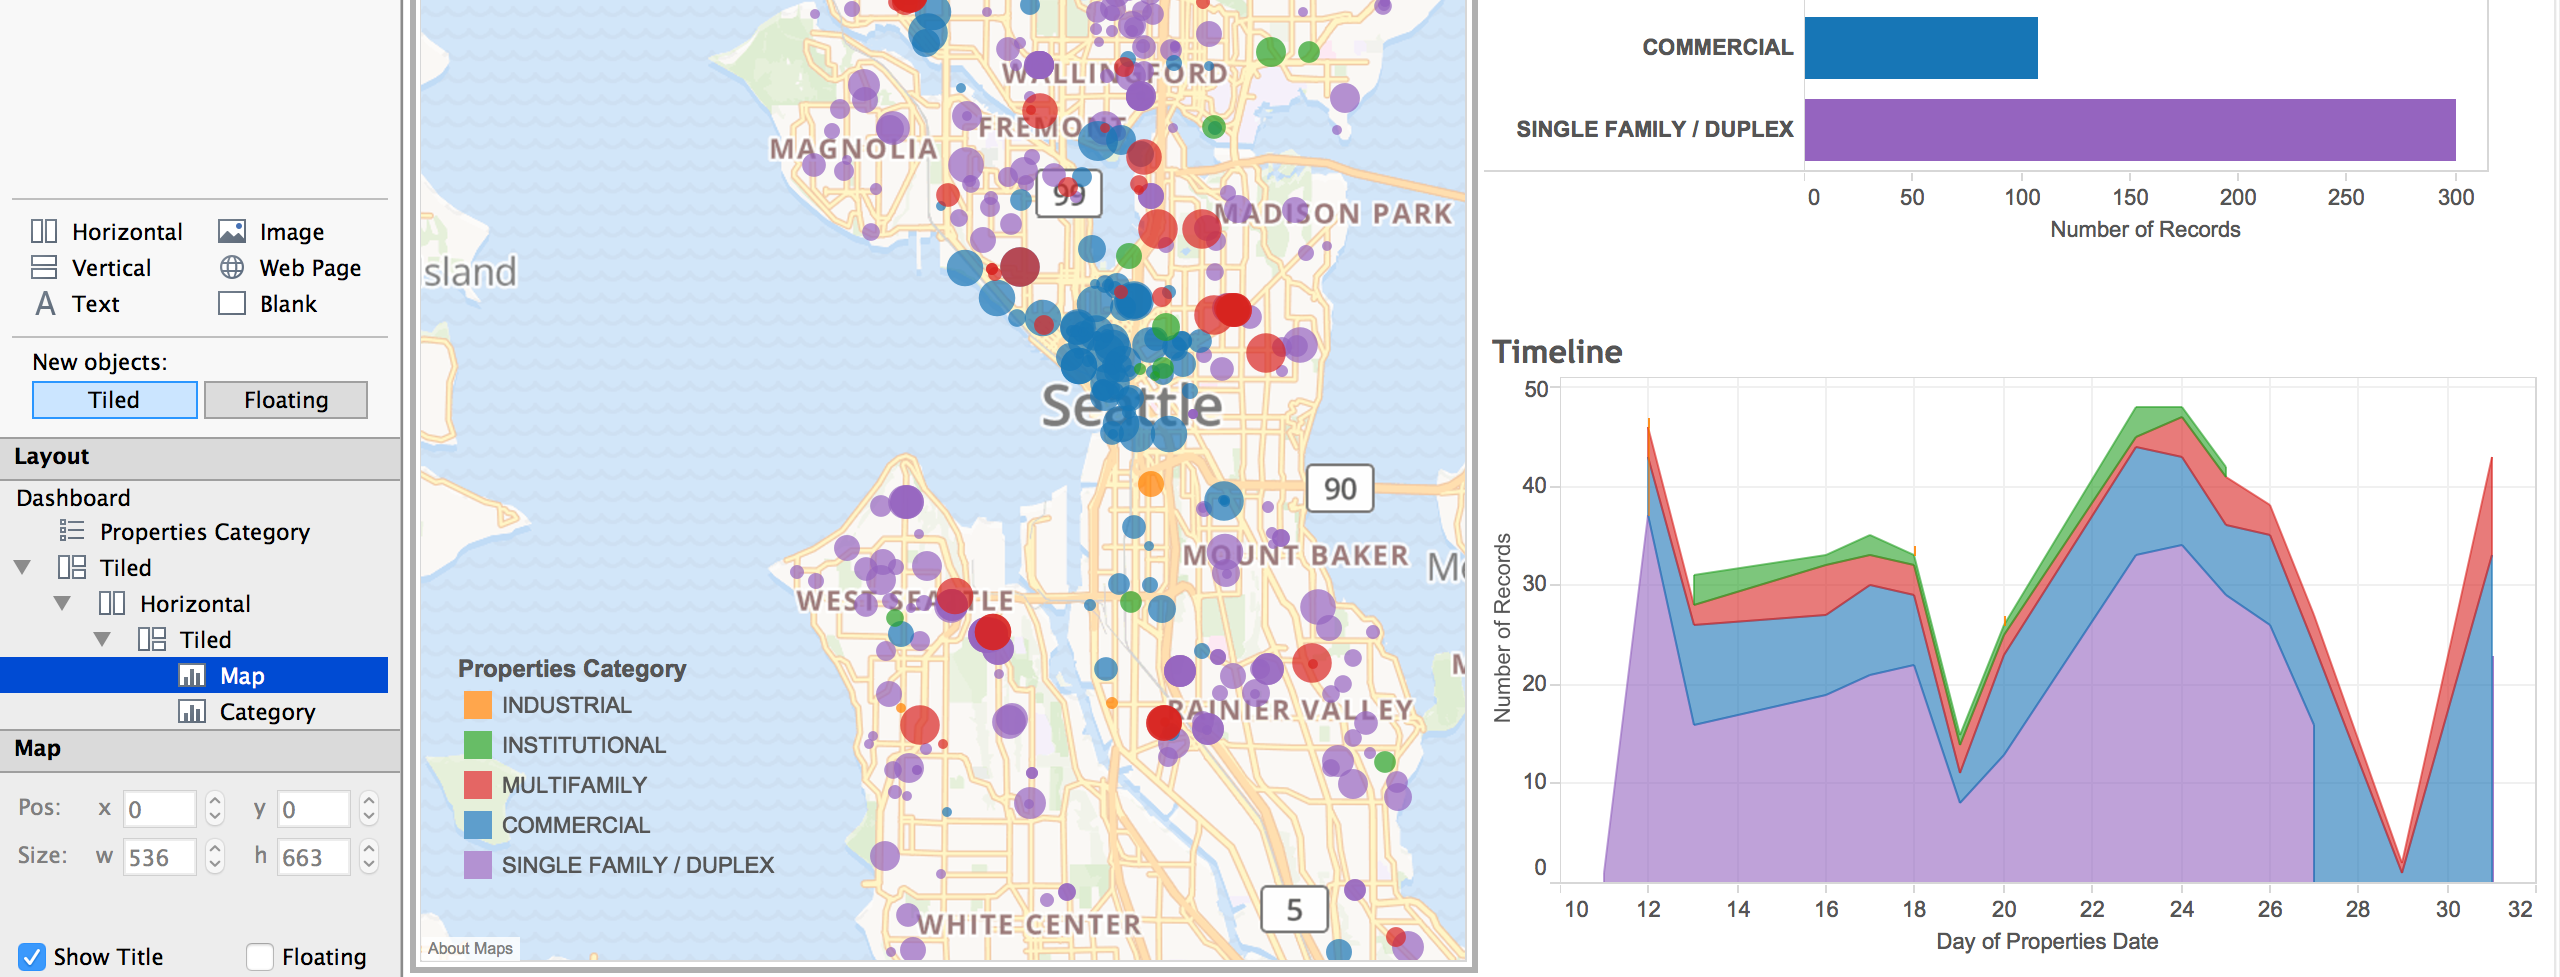 Horizontal
Image
Vertical
Web Page
Text
Blank
New objects:
Tiled
Floating
Layout
Dashboard
Properties Category
Tiled
Horizontal
Tiled
Map
Category
Map
Pos: x 0 y 0
Size: w 536 h 663
Show Title
Floating
WALLINGFORD
FREMONT
MAGNOLIA
99
MADISON PARK
sland
Seattle
90
MOUNT BAKER
WEST SEATTLE
RAINIER VALLEY
Properties Category
INDUSTRIAL
INSTITUTIONAL
MULTIFAMILY
COMMERCIAL
SINGLE FAMILY / DUPLEX
5
WHITE CENTER
About Maps
COMMERCIAL
SINGLE FAMILY / DUPLEX
0 50 100 150 200 250 300
Number of Records
Timeline
50
40
30
20
10
0
Number of Records
10 12 14 16 18 20 22 24 26 28 30 32
Day of Properties Date